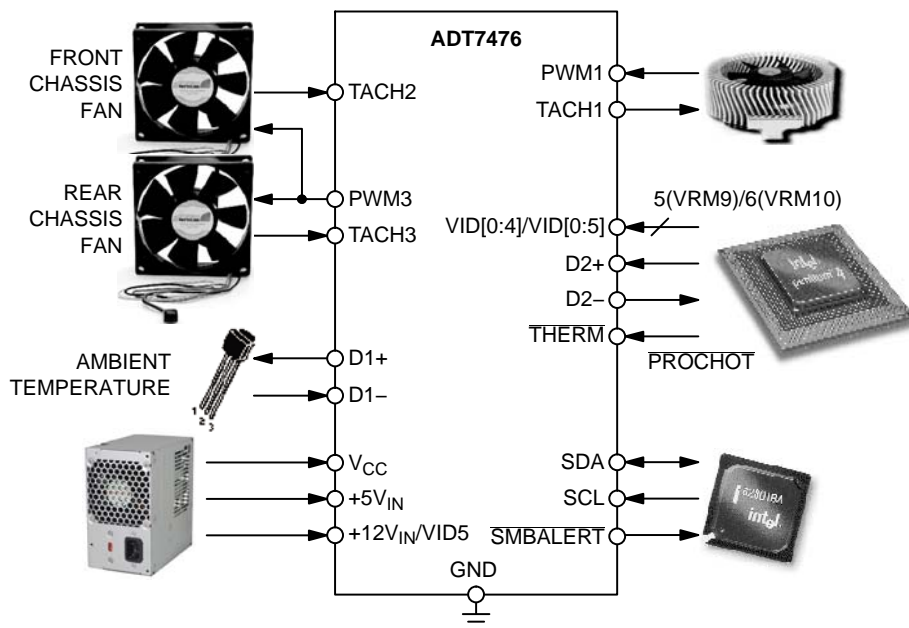 ADT7476
FRONT
CHASSIS
FAN
TACH2
REAR
CHASSIS
FAN
PWM3
TACH3
AMBIENT
TEMPERATURE
D1+
D1–
1
2
3
VCC
+5VIN
+12VIN/VID5
PWM1
TACH1
5(VRM9)/6(VRM10)
VID[0:4]/VID[0:5]
D2+
D2–
THERM
PROCHOT
intel
pentium 4
SDA
SCL
SMBALERT
intel
GND